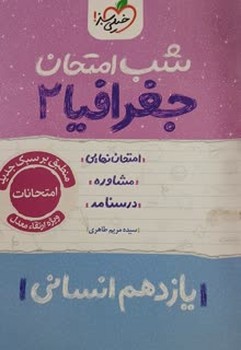 خیلی سبز!
شب امتحان
جغرافیا ۲
امتحان نهایی
مشاوره
درسنامه
سیده مریم طاهری
منطبق بر سبک جدید
امتحانات
ویژه ارتقاء معدل
یازدهم انسانی